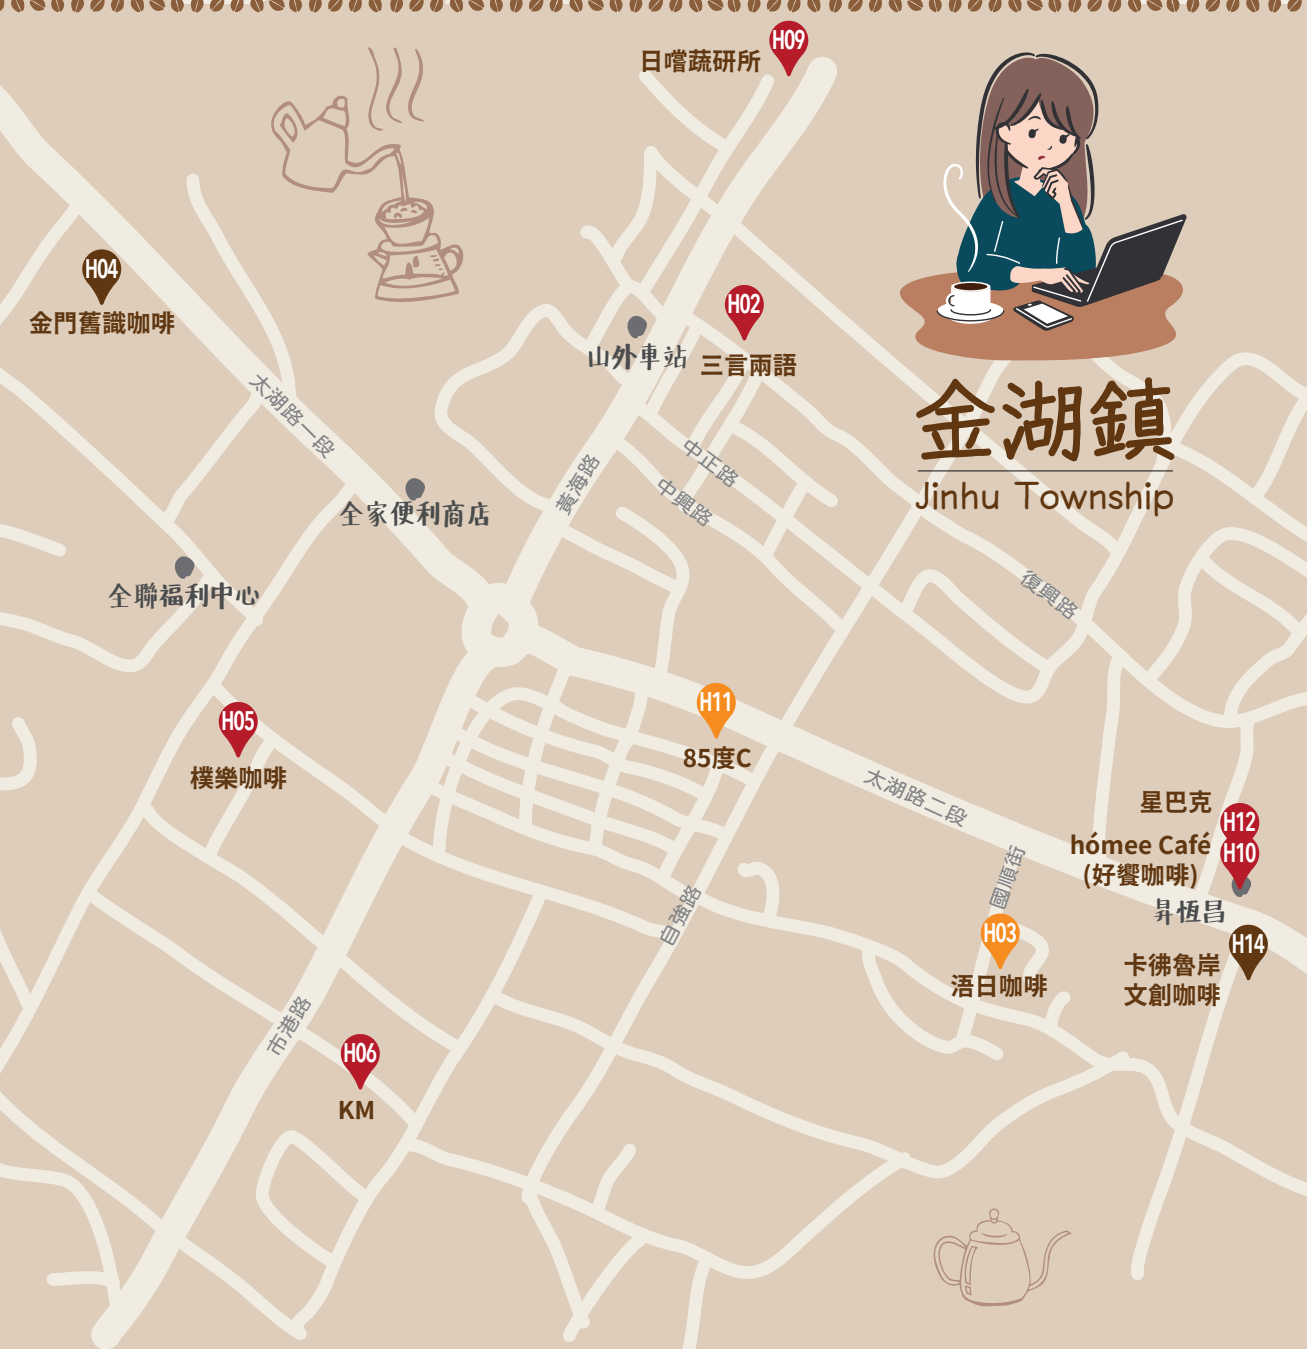 H09
日嚐蔬研所
H04
金門舊識咖啡
H02
三言兩語
山外車站
金湖鎮
Jinhu Township
太湖路一段
中正路
黃海路
中興路
全家便利商店
全聯福利中心
復興路
H05
樸樂咖啡
H11
85度C
太湖路二段
星巴克
H12
hómee Café
H10
(好饗咖啡)
國順街
昇恆昌
自強路
H03
浯日咖啡
H14
卡彿魯岸
文創咖啡
市港路
H06
KM